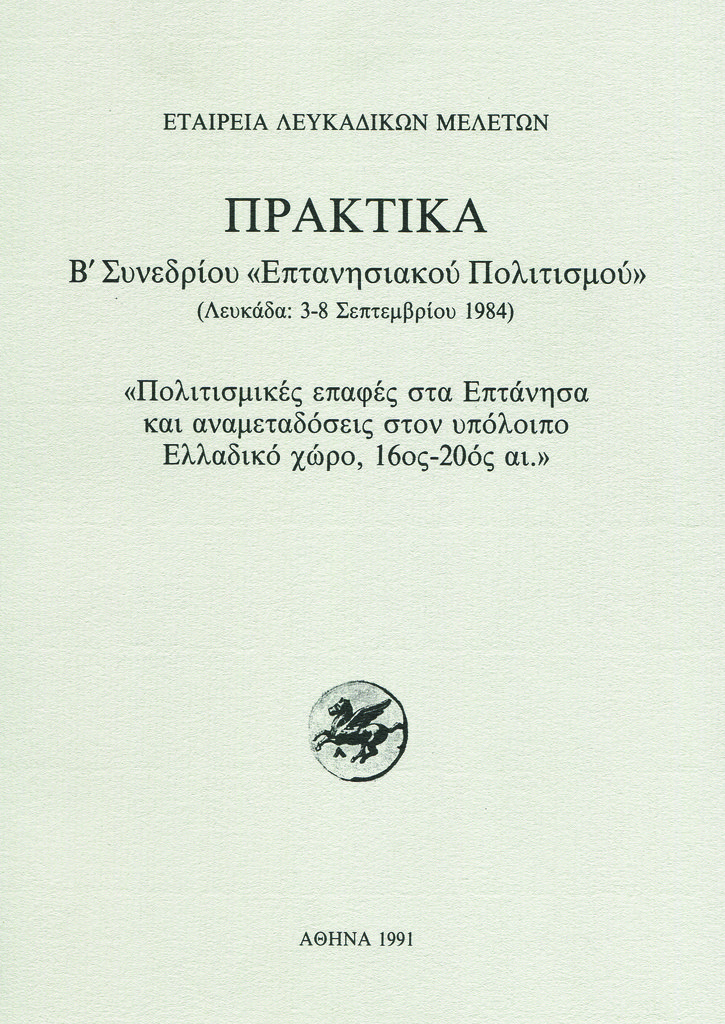 ΕΤΑΙΡΕΙΑ ΛΕΥΚΑΔΙΚΩΝ ΜΕΛΕΤΩΝ
ΠΡΑΚΤΙΚΑ
Β′ Συνεδρίου «Επτανησιακού Πολιτισμού»
(Λευκάδα: 3-8 Σεπτεμβρίου 1984)
«Πολιτισμικές επαφές στα Επτάνησα
και αναμεταδόσεις στον υπόλοιπο
Ελλαδικό χώρο, 16ος-20ός αι.»
Λ
ΑΘΗΝΑ 1991